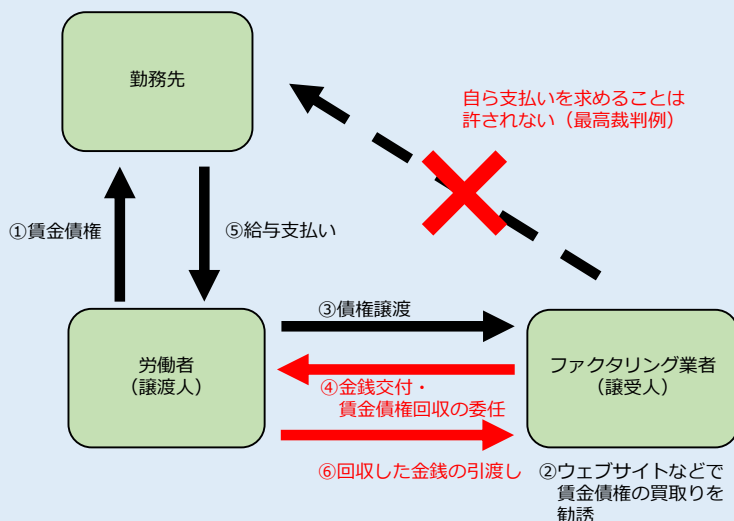 勤務先
自ら支払いを求めることは
許されない（最高裁判例）
①賃金債権
⑤給与支払い
③債権譲渡
労働者
（譲渡人）
ファクタリング業者
（譲受人）
④金銭交付・
賃金債権回収の委任
⑥回収した金銭の引渡し
②ウェブサイトなどで
賃金債権の買取りを
勧誘